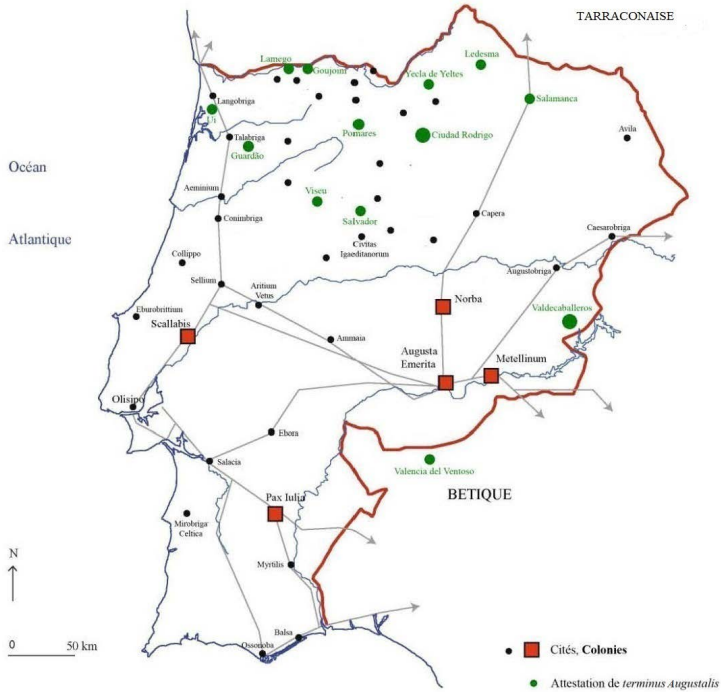 TARRACONAISE
Ledesma
Lamego
Goujoim
Yecla de Yeltes
Salamanca
Langobriga
Ul
Talabriga
Guardão
Pomares
Ciudad Rodrigo
Avila
Océan
Atlantique
Aeminium
Viseu
Salvador
Conimbriga
Capera
Civitas
Igaeditanorum
Caesarobriga
Collippo
Augustobriga
Sellium
Aritium
Vetus
Norba
Eburobrittium
Scallabis
Valdecaballeros
Ammaia
Augusta
Emerita
Metellinum
Olisipo
Ebora
Salacia
Valencia del Ventoso
BETIQUE
Pax Iulia
Mirobriga
Celtica
Myrtilis
N
Balsa
Ossonoba
0 50 km
Cités, Colonies
Attestation de terminus Augustalis